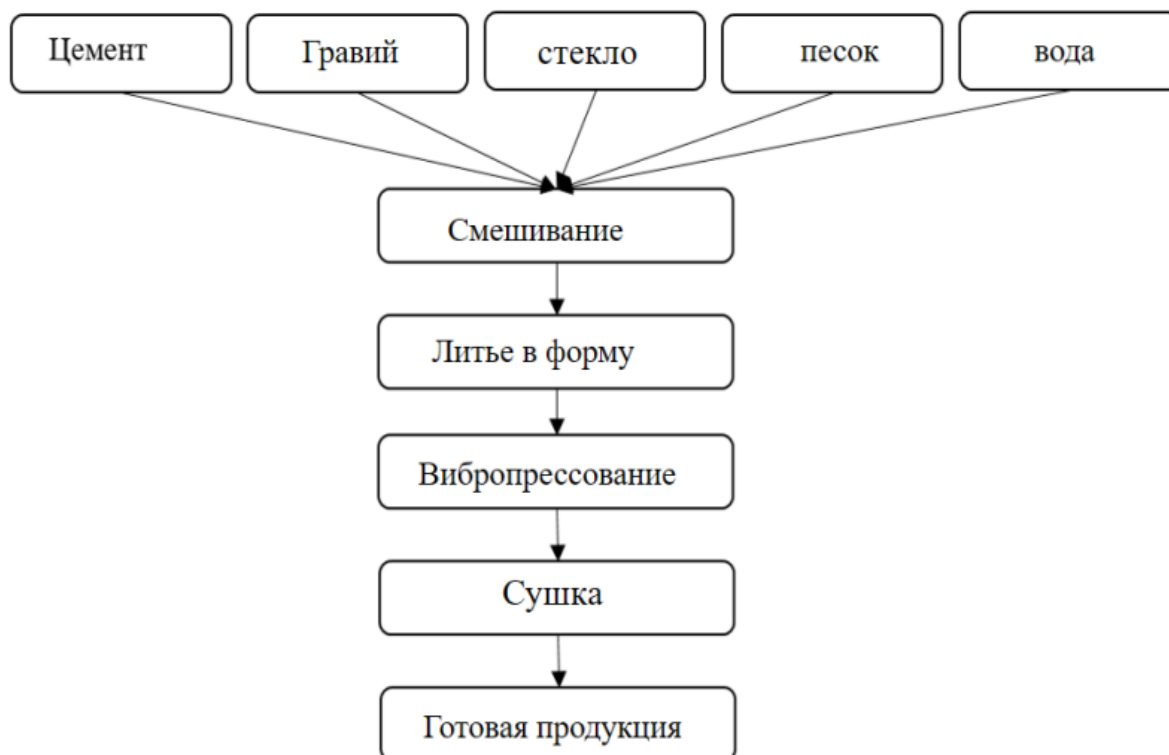 Цемент
Гравий
стекло
песок
вода
Смешивание
Литье в форму
Вибропрессование
Сушка
Готовая продукция